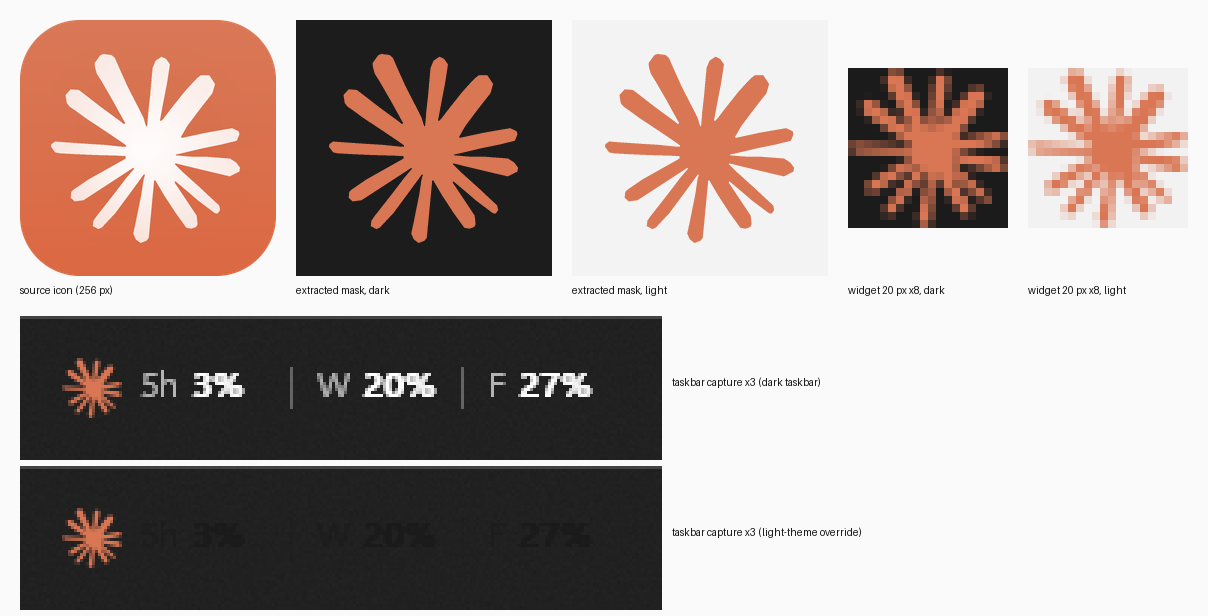 source icon (256 px)
extracted mask, dark
extracted mask, light
widget 20 px x8, dark
widget 20 px x8, light
5h 3% | W 20% | F 27%
taskbar capture x3 (dark taskbar)
5h 3% W 20% F 27%
taskbar capture x3 (light-theme override)